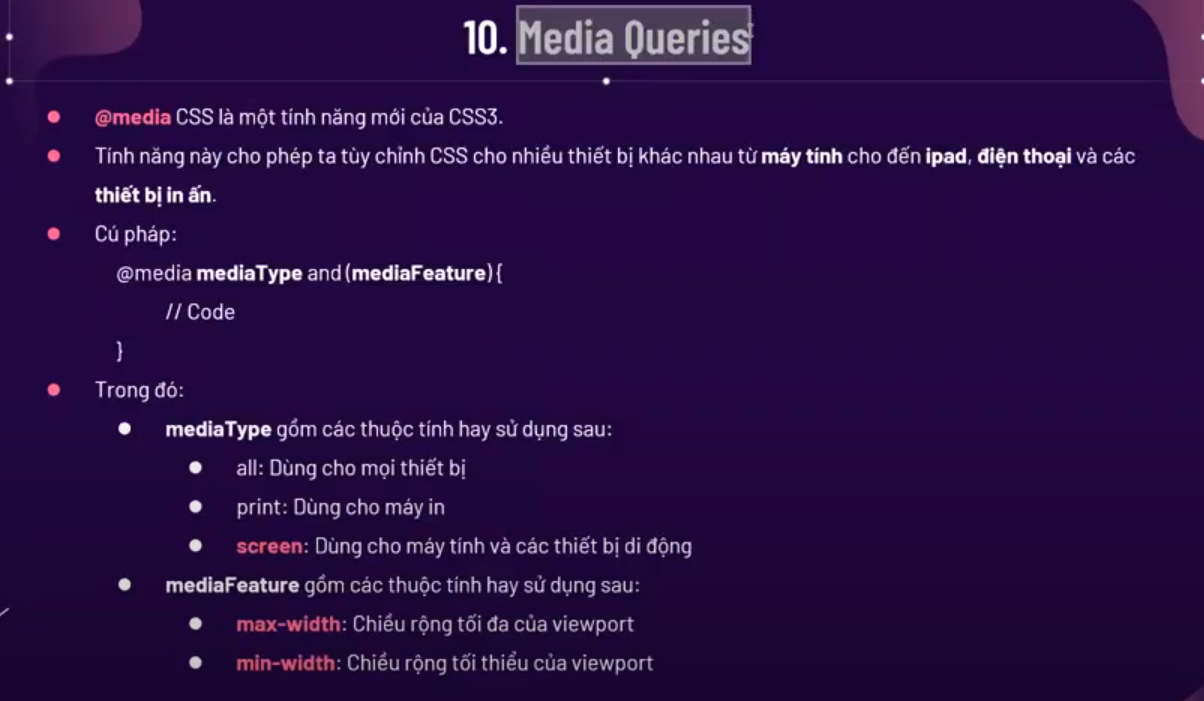 10. Media Queries
@media CSS là một tính năng mới của CSS3.
Tính năng này cho phép ta tùy chỉnh CSS cho nhiều thiết bị khác nhau từ máy tính cho đến ipad, điện thoại và các
thiết bị in ấn.
Cú pháp:
@media mediaType and (mediaFeature) {
// Code
}
Trong đó:
mediaType gồm các thuộc tính hay sử dụng sau:
all: Dùng cho mọi thiết bị
print: Dùng cho máy in
screen: Dùng cho máy tính và các thiết bị di động
mediaFeature gồm các thuộc tính hay sử dụng sau:
max-width: Chiều rộng tối đa của viewport
min-width: Chiều rộng tối thiểu của viewport